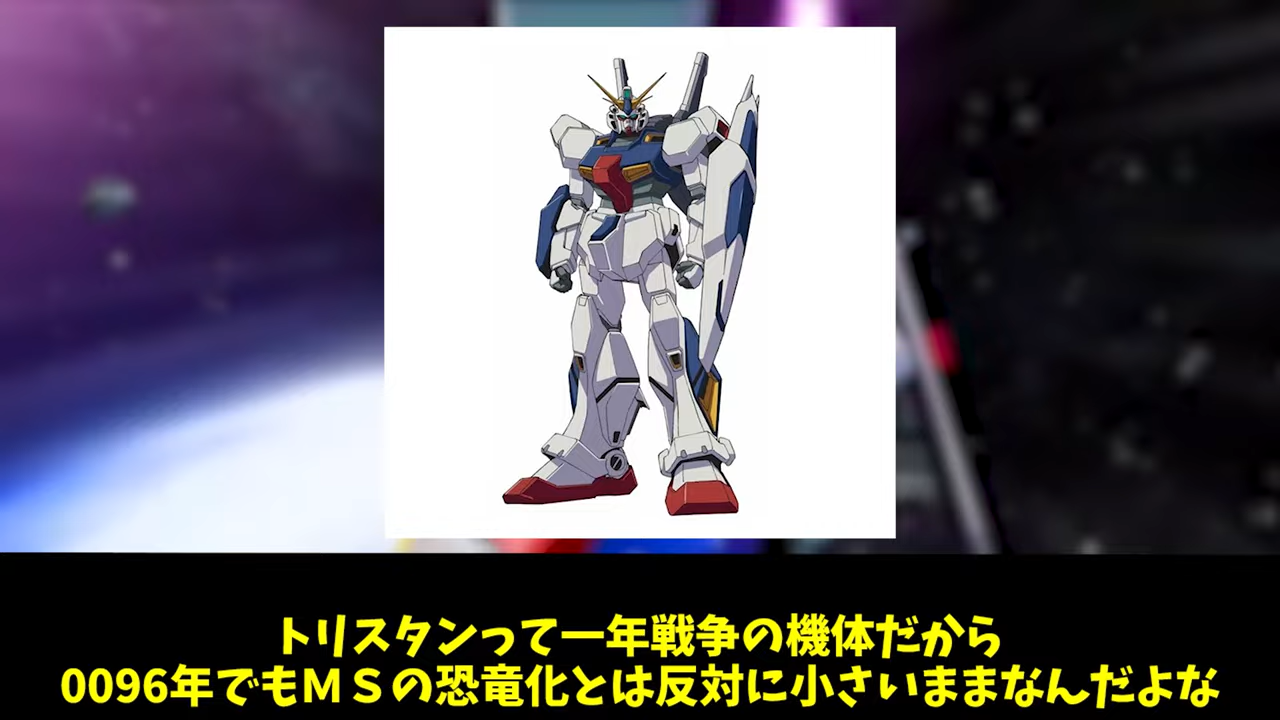 トリスタンって一年戦争の機体だから
0096年でもＭＳの恐竜化とは反対に小さいままなんだよな